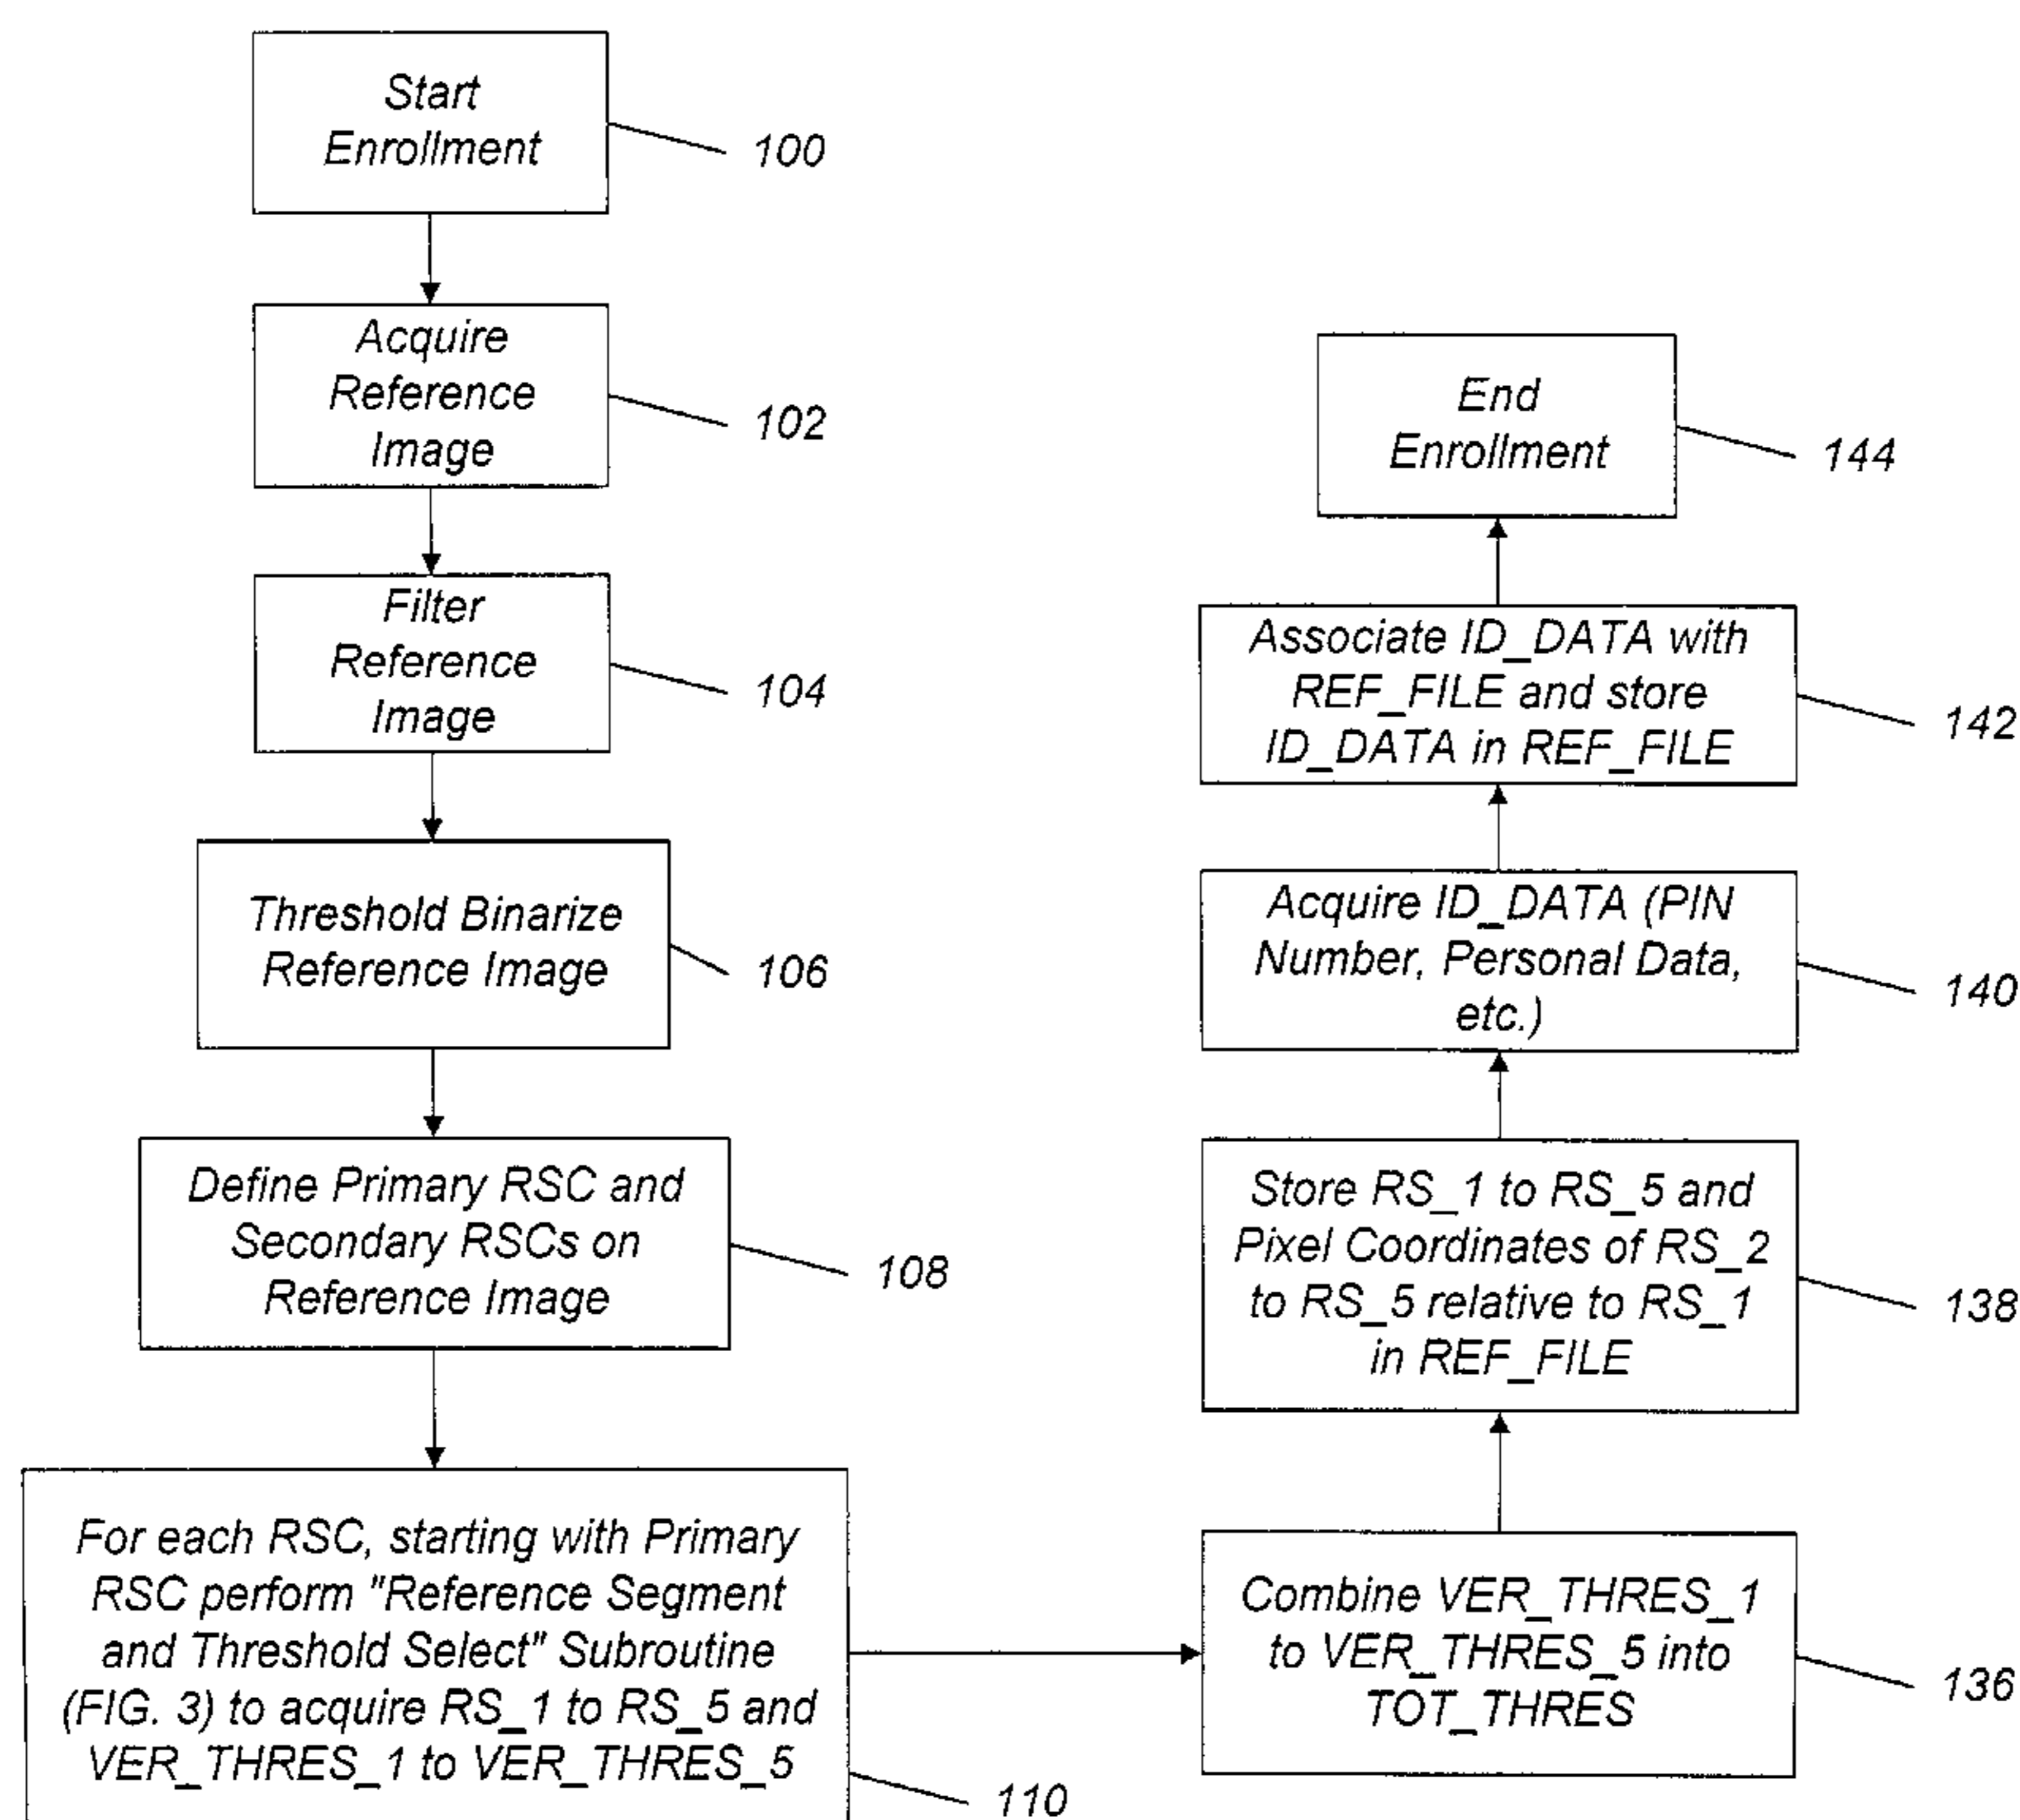 Start
Enrollment
100
Acquire
Reference
Image
102
Filter
Reference
Image
104
Threshold Binarize
Reference Image
106
Define Primary RSC and
Secondary RSCs on
Reference Image
108
For each RSC, starting with Primary
RSC perform "Reference Segment
and Threshold Select" Subroutine
(FIG. 3) to acquire RS_1 to RS_5 and
VER_THRES_1 to VER_THRES_5
110
Combine VER_THRES_1
to VER_THRES_5 into
TOT_THRES
136
Store RS_1 to RS_5 and
Pixel Coordinates of RS_2
to RS_5 relative to RS_1
in REF_FILE
138
Acquire ID_DATA (PIN
Number, Personal Data,
etc.)
140
Associate ID_DATA with
REF_FILE and store
ID_DATA in REF_FILE
142
End
Enrollment
144